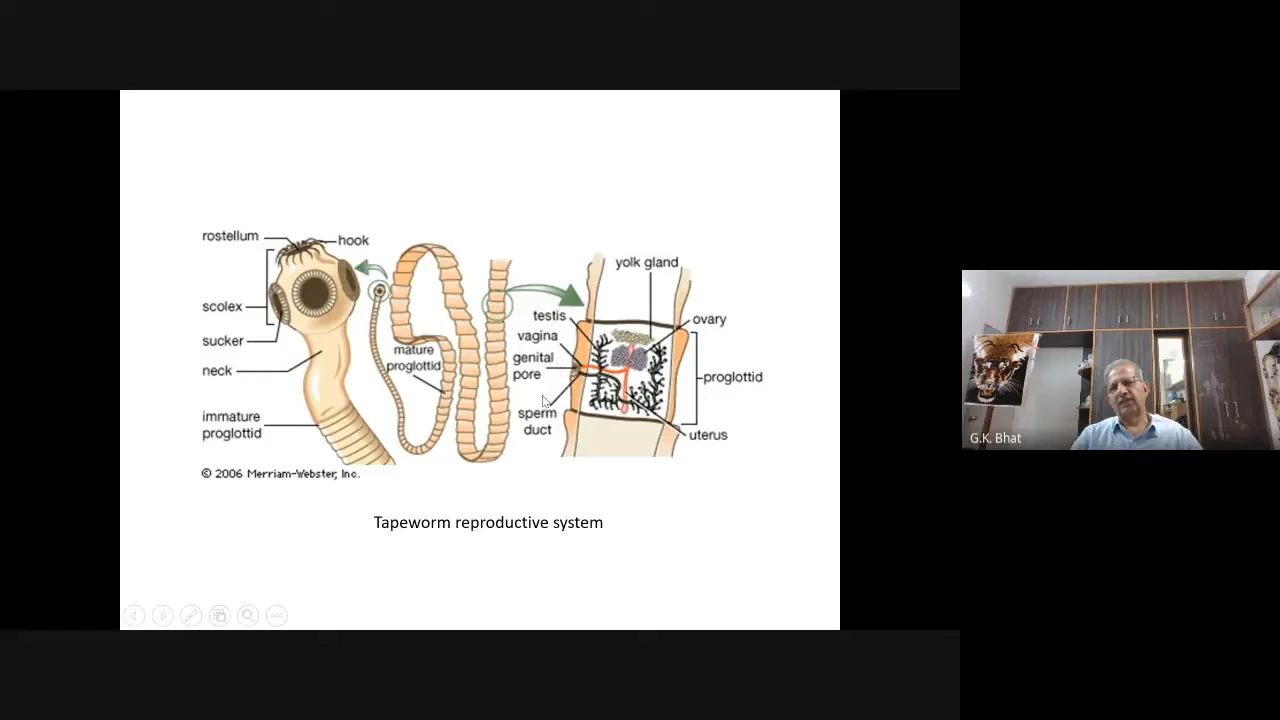 rostellum
hook
scolex
sucker
neck
immature
proglottid
mature
proglottid
yolk gland
testis
vagina
genital
pore
sperm
duct
ovary
proglottid
uterus
© 2006 Merriam-Webster, Inc.
Tapeworm reproductive system
G.K. Bhat